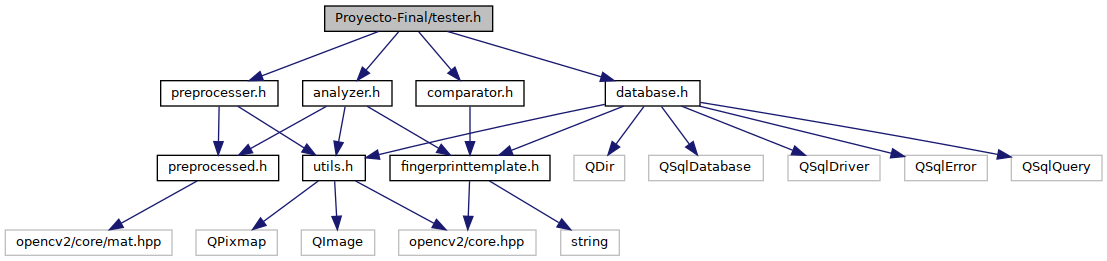 Proyecto-Final/tester.h
preprocesser.h
analyzer.h
comparator.h
database.h
preprocessed.h
utils.h
fingerprinttemplate.h
QDir
QSqlDatabase
QSqlDriver
QSqlError
QSqlQuery
opencv2/core/mat.hpp
QPixmap
QImage
opencv2/core.hpp
string